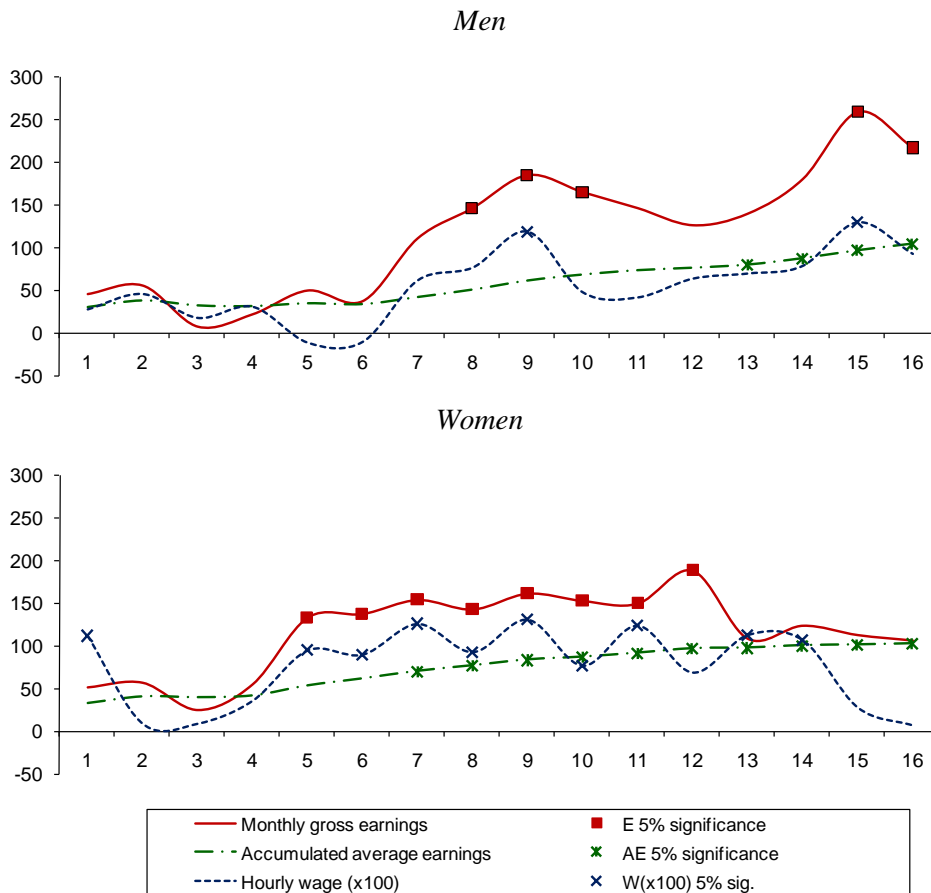 Men
300
250
200
150
100
50
0
-50
1 2 3 4 5 6 7 8 9 10 11 12 13 14 15 16
Women
300
250
200
150
100
50
0
-50
1 2 3 4 5 6 7 8 9 10 11 12 13 14 15 16
Monthly gross earnings E 5% significance
Accumulated average earnings AE 5% significance
Hourly wage (x100) W(x100) 5% sig.